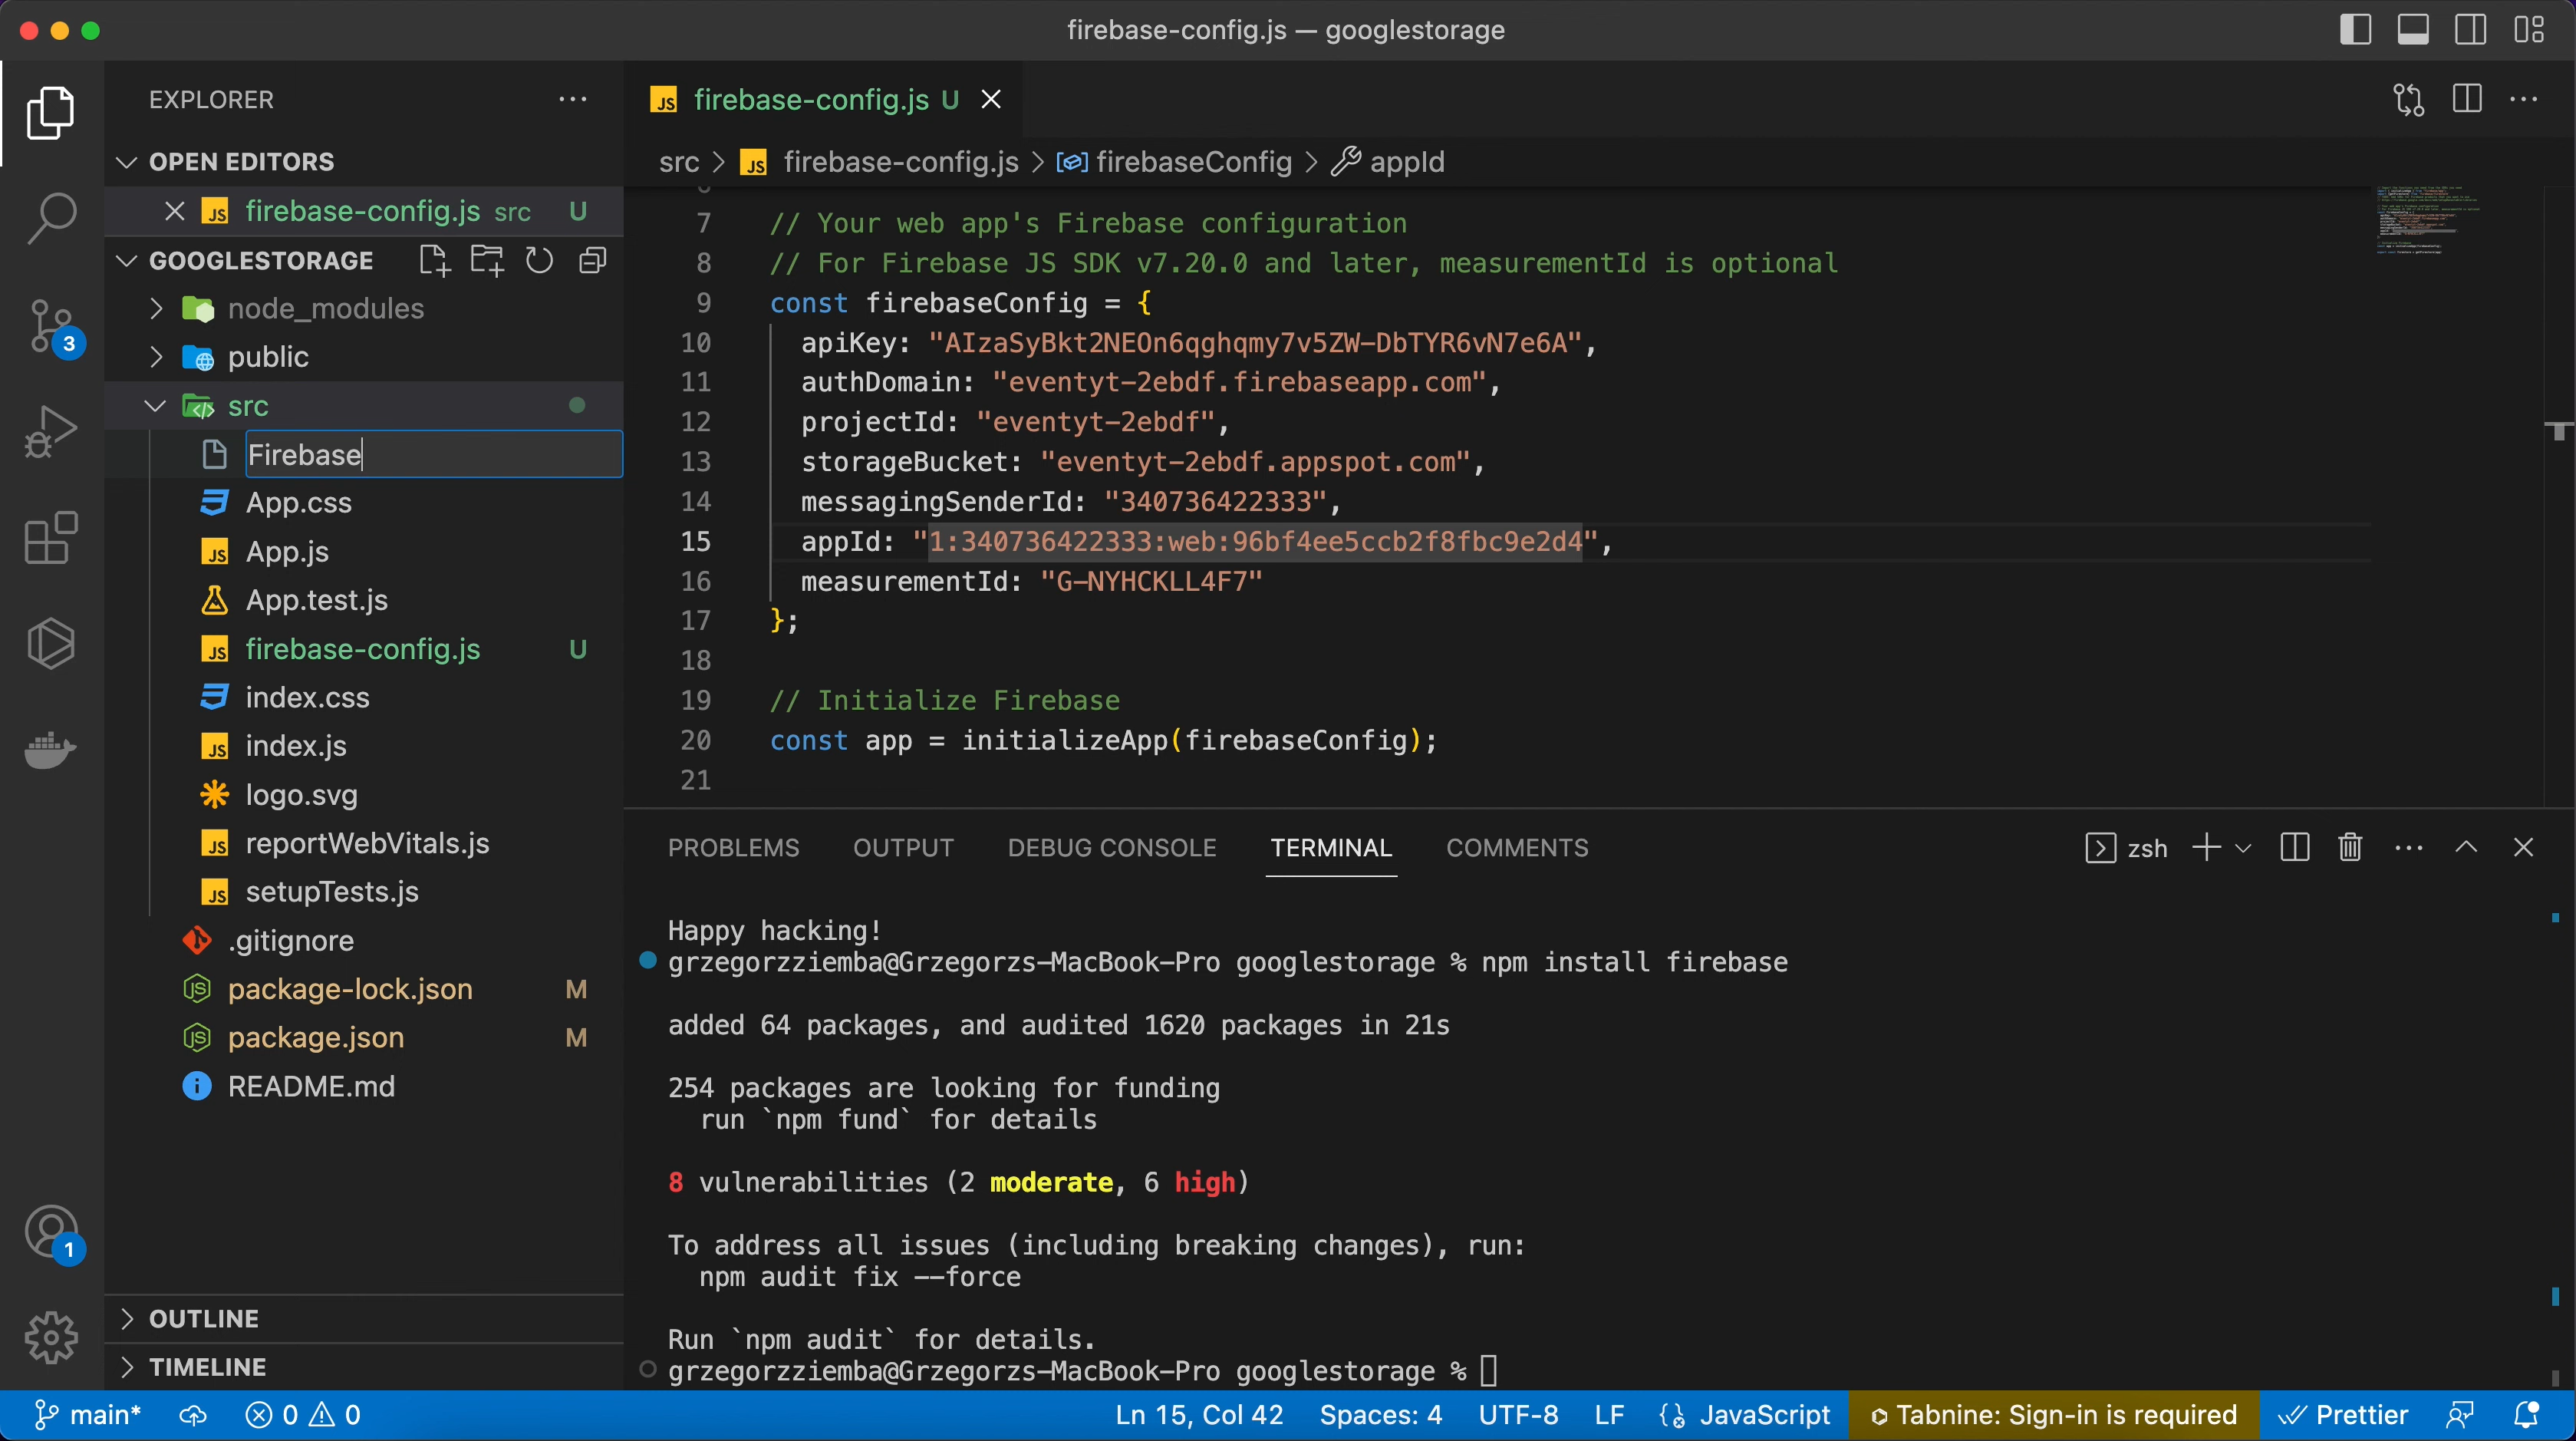 firebase-config.js — googlestorage
EXPLORER
OPEN EDITORS
firebase-config.js src U
GOOGLESTORAGE
node_modules
public
src
Firebase
App.css
App.js
App.test.js
firebase-config.js U
index.css
index.js
logo.svg
reportWebVitals.js
setupTests.js
.gitignore
package-lock.json M
package.json M
README.md
OUTLINE
TIMELINE
3
1
firebase-config.js U
src > firebase-config.js > firebaseConfig > appId
7 // Your web app's Firebase configuration
8 // For Firebase JS SDK v7.20.0 and later, measurementId is optional
9 const firebaseConfig = {
10 apiKey: "AIzaSyBkt2NEOn6qghqmy7v5ZW-DbTYR6vN7e6A",
11 authDomain: "eventyt-2ebdf.firebaseapp.com",
12 projectId: "eventyt-2ebdf",
13 storageBucket: "eventyt-2ebdf.appspot.com",
14 messagingSenderId: "340736422333",
15 appId: "1:340736422333:web:96bf4ee5ccb2f8fbc9e2d4",
16 measurementId: "G-NYHCKLL4F7"
17 };
18
19 // Initialize Firebase
20 const app = initializeApp(firebaseConfig);
21
PROBLEMS OUTPUT DEBUG CONSOLE TERMINAL COMMENTS zsh
Happy hacking!
grzegorzziemba@Grzegorzs-MacBook-Pro googlestorage % npm install firebase
added 64 packages, and audited 1620 packages in 21s
254 packages are looking for funding
run `npm fund` for details
8 vulnerabilities (2 moderate, 6 high)
To address all issues (including breaking changes), run:
npm audit fix --force
Run `npm audit` for details.
grzegorzziemba@Grzegorzs-MacBook-Pro googlestorage %
main* 0 0 Ln 15, Col 42 Spaces: 4 UTF-8 LF JavaScript Tabnine: Sign-in is required Prettier